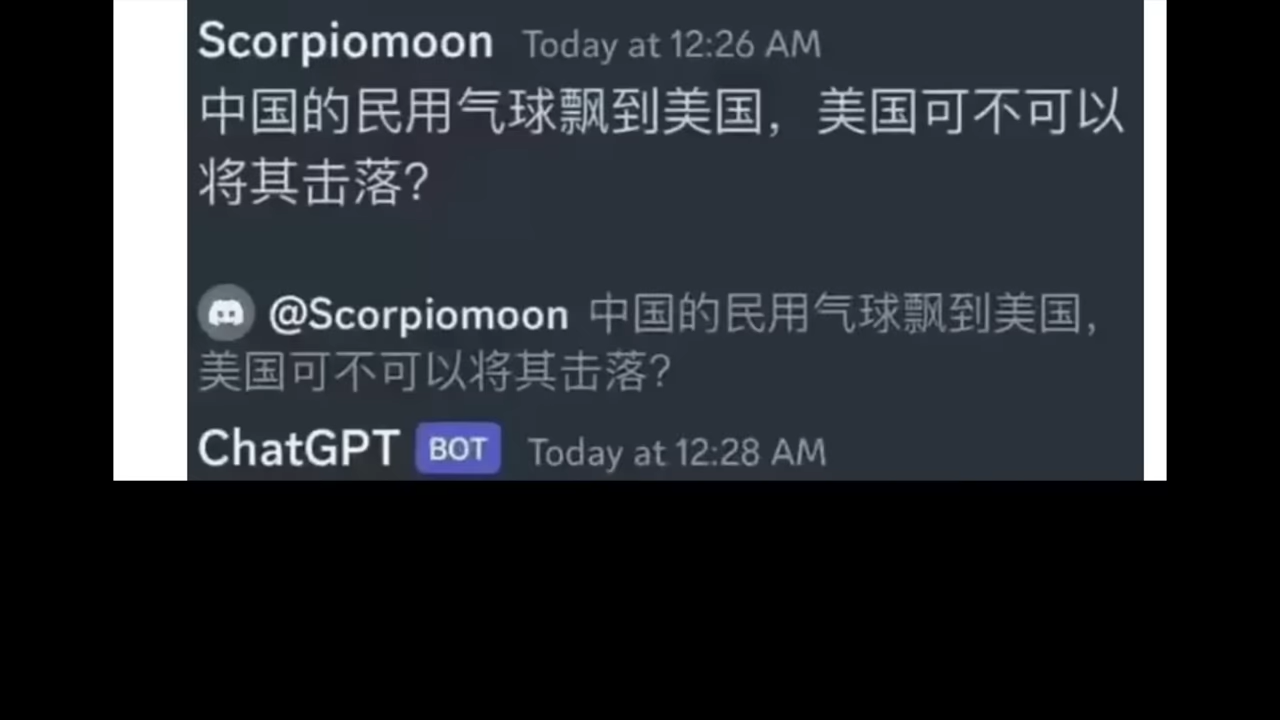 Scorpiomoon Today at 12:26 AM
中国的民用气球飘到美国，美国可不可以
将其击落？
@Scorpiomoon 中国的民用气球飘到美国，
美国可不可以将其击落？
ChatGPT BOT Today at 12:28 AM